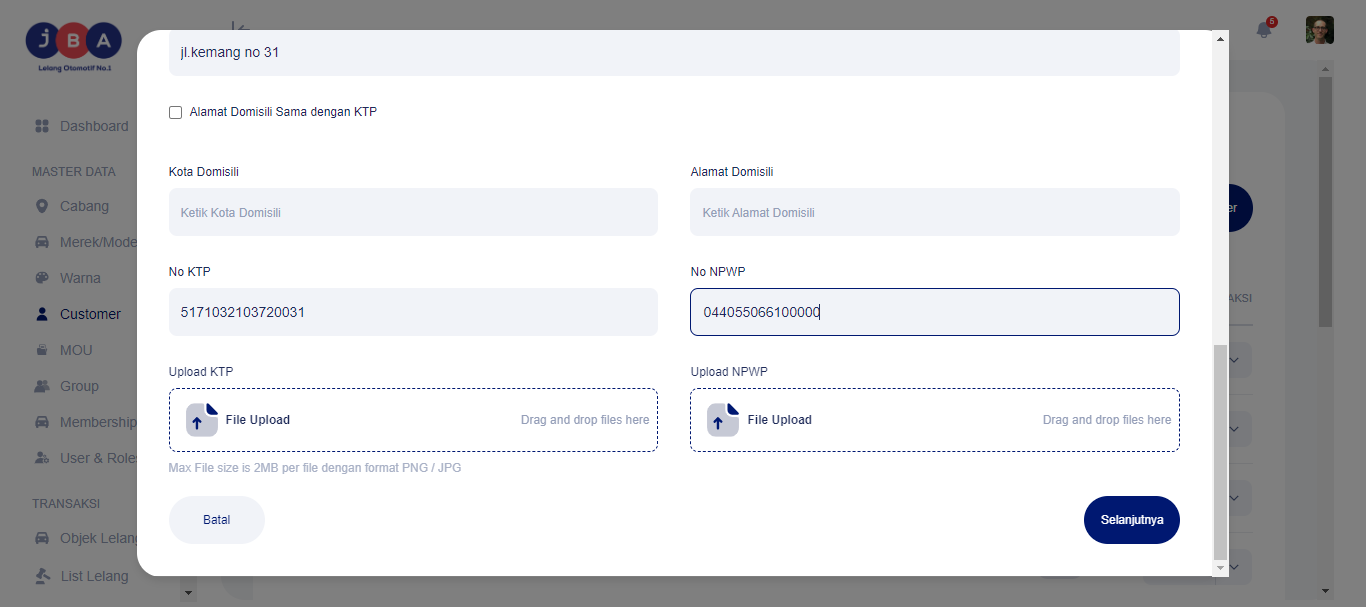 JBA
Lelang Otomotif No.1
6
jl.kemang no 31
Alamat Domisili Sama dengan KTP
Dashboard
MASTER DATA
Kota Domisili
Alamat Domisili
Cabang
Ketik Kota Domisili
Ketik Alamat Domisili
er
Merek/Mode
No KTP
No NPWP
Warna
AKSI
Customer
5171032103720031
044055066100000
MOU
Upload KTP
Upload NPWP
Group
Membership
File Upload
Drag and drop files here
File Upload
Drag and drop files here
User & Roles
Max File size is 2MB per file dengan format PNG / JPG
TRANSAKSI
Batal
Selanjutnya
Objek Lelang
List Lelang